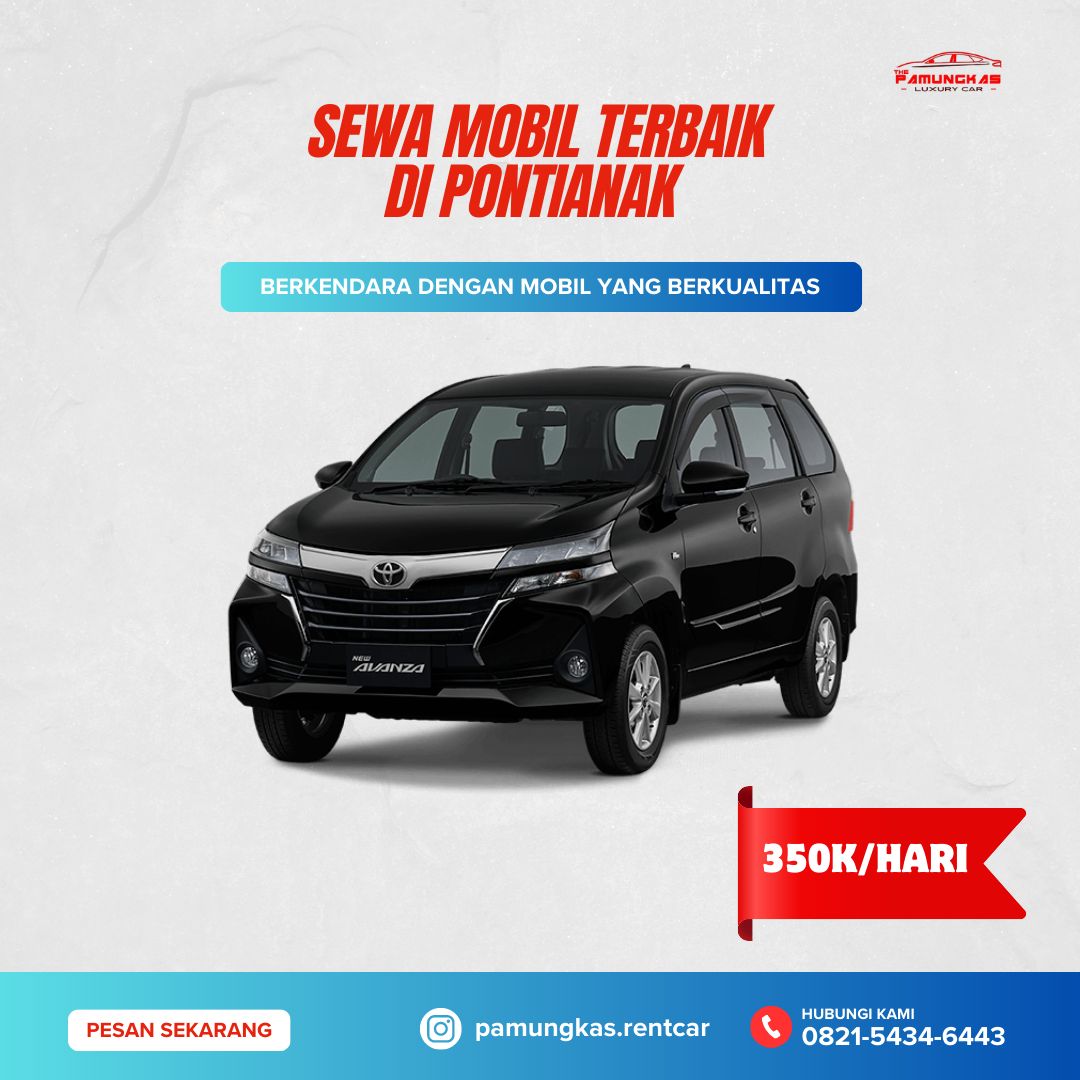 THE
PAMUNGKAS
- LUXURY CAR -
SEWA MOBIL TERBAIK
DI PONTIANAK
BERKENDARA DENGAN MOBIL YANG BERKUALITAS
NEW
AVANZA
350K/HARI
PESAN SEKARANG
pamungkas.rentcar
HUBUNGI KAMI
0821-5434-6443